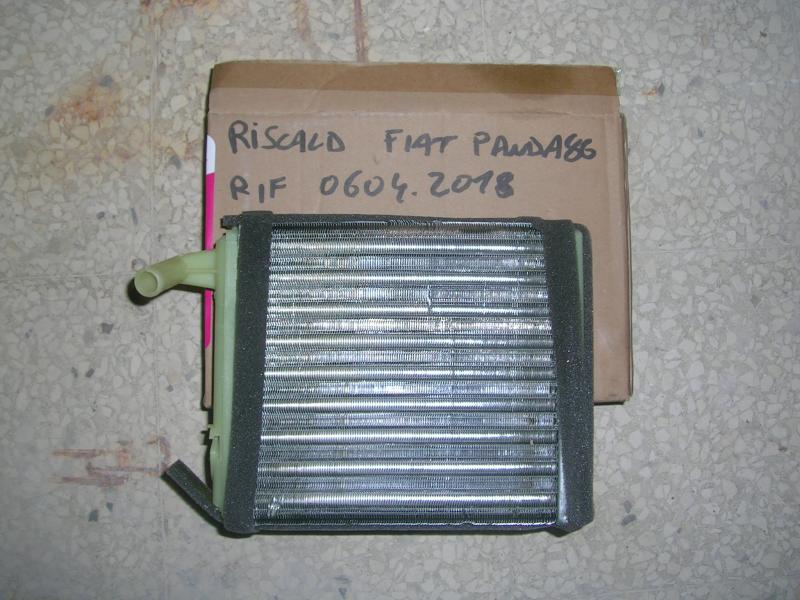 RISCALD FIAT PANDA86
RIF 0604.2018